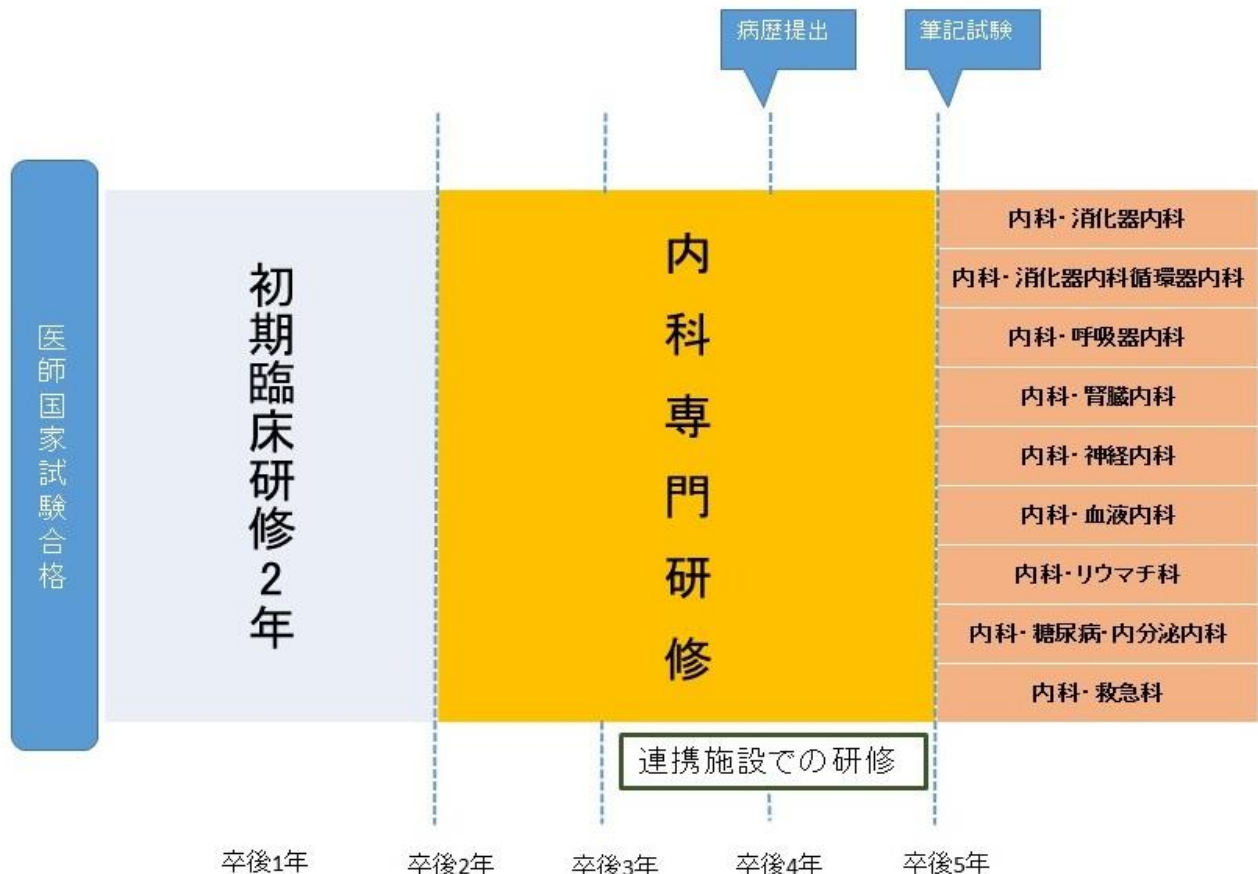 病歴提出
筆記試験
医師国家試験合格
初期臨床研修2年
内科専門研修
内科・消化器内科
内科・消化器内科循環器内科
内科・呼吸器内科
内科・腎臓内科
内科・神経内科
内科・血液内科
内科・リウマチ科
内科・糖尿病・内分泌内科
内科・救急科
連携施設での研修
卒後1年
卒後2年
卒後3年
卒後4年
卒後5年